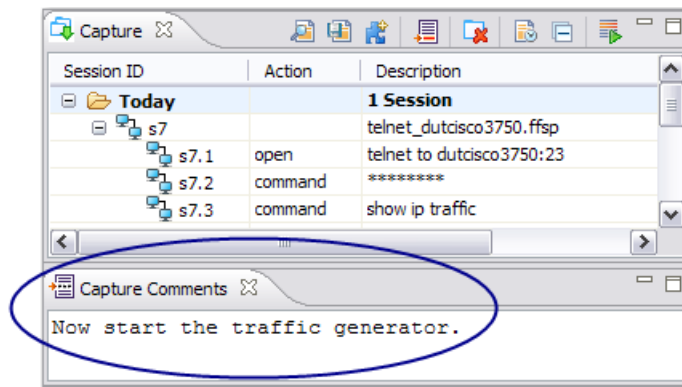 Capture
Session ID Action Description
Today 1 Session
s7 telnet_dutcisco3750.ffsp
s7.1 open telnet to dutcisco3750:23
s7.2 command ********
s7.3 command show ip traffic
Capture Comments
Now start the traffic generator.